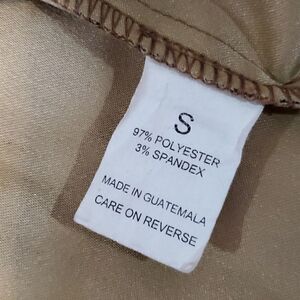 S
97% POLYESTER
3% SPANDEX
MADE IN GUATEMALA
CARE ON REVERSE